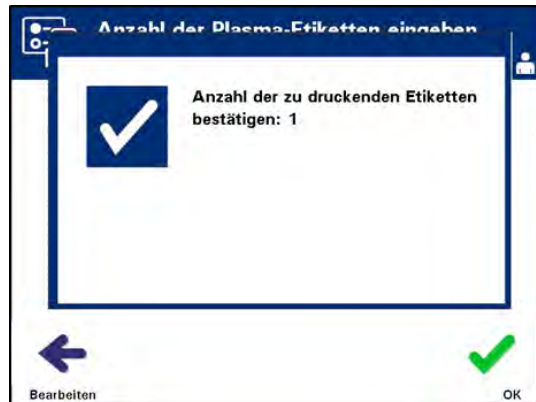 Anzahl der Plasma-Etiketten eingeben
Anzahl der zu druckenden Etiketten
bestätigen: 1
Bearbeiten
OK